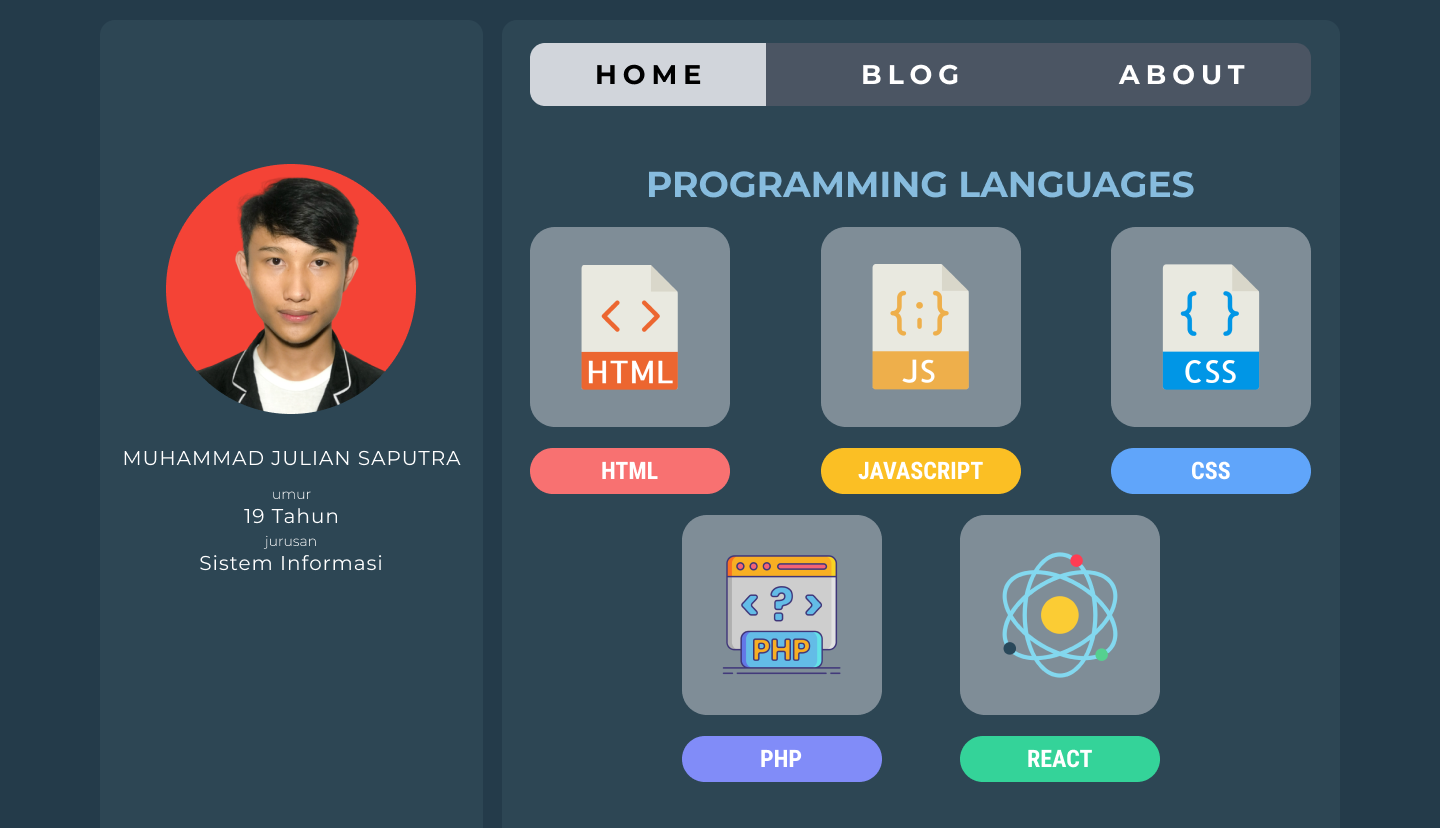 HOME BLOG ABOUT
MUHAMMAD JULIAN SAPUTRA
umur
19 Tahun
jurusan
Sistem Informasi
PROGRAMMING LANGUAGES
< > {;} { }
HTML JS CSS
HTML JAVASCRIPT CSS
< ? >
PHP
PHP REACT